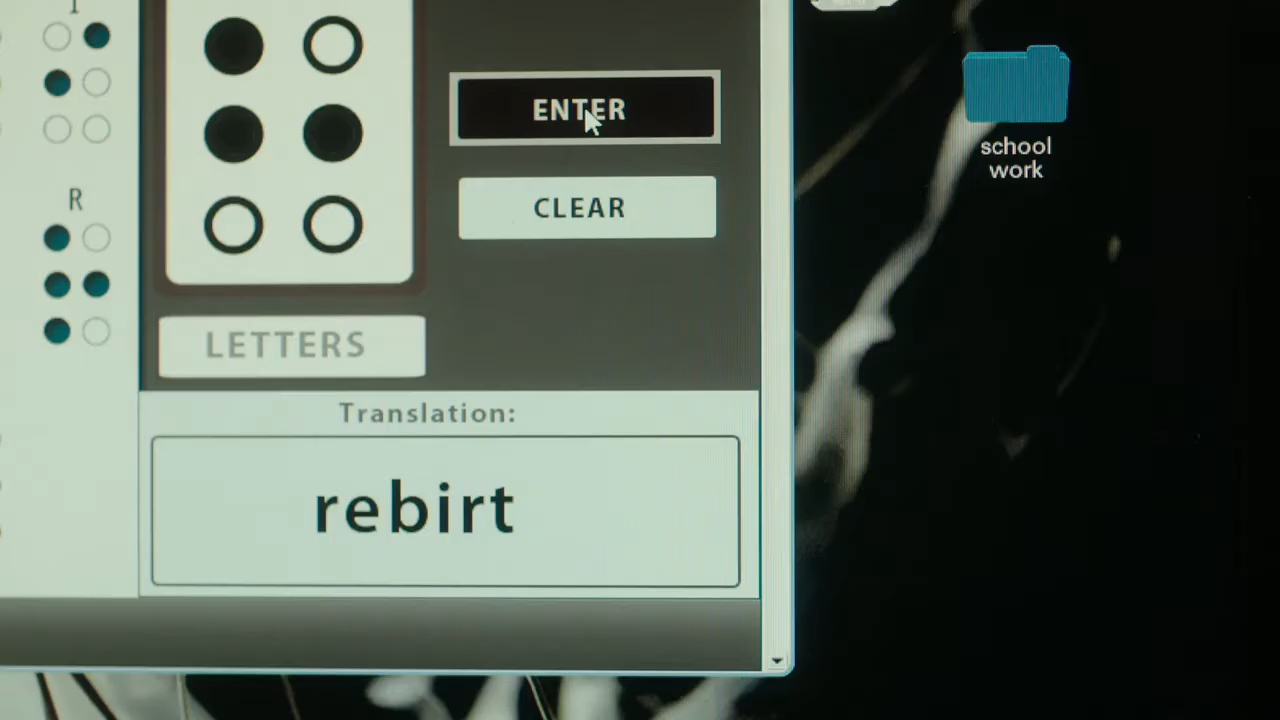 I
R
ENTER
CLEAR
LETTERS
Translation:
rebirt
school
work